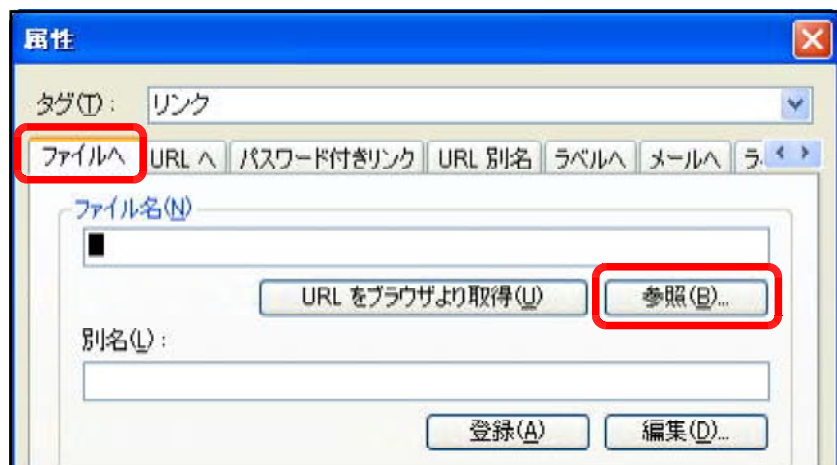 属性
タグ(T): リンク
ファイルへ URL へ パスワード付きリンク URL 別名 ラベルへ メールへ
ファイル名(N)
URL をブラウザより取得(U) 参照(B)...
別名(L):
登録(A) 編集(D)...